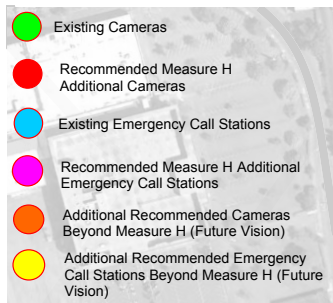 Existing Cameras
Recommended Measure H
Additional Cameras
Existing Emergency Call Stations
Recommended Measure H Additional
Emergency Call Stations
Additional Recommended Cameras
Beyond Measure H (Future Vision)
Additional Recommended Emergency
Call Stations Beyond Measure H (Future
Vision)